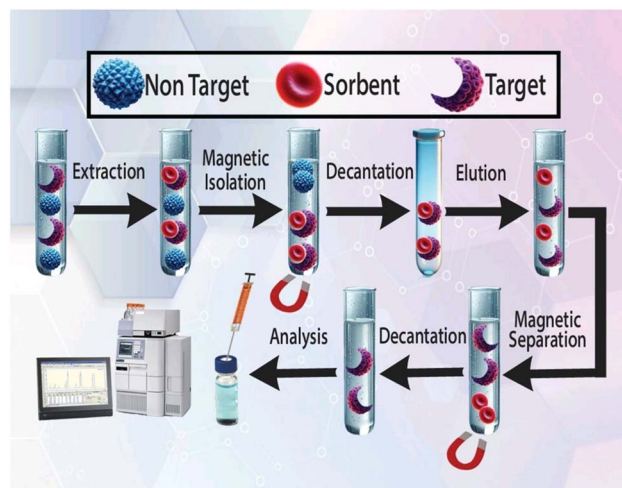 Non Target
Sorbent
Target
Extraction
Magnetic
Isolation
Decantation
Elution
Magnetic
Separation
Decantation
Analysis